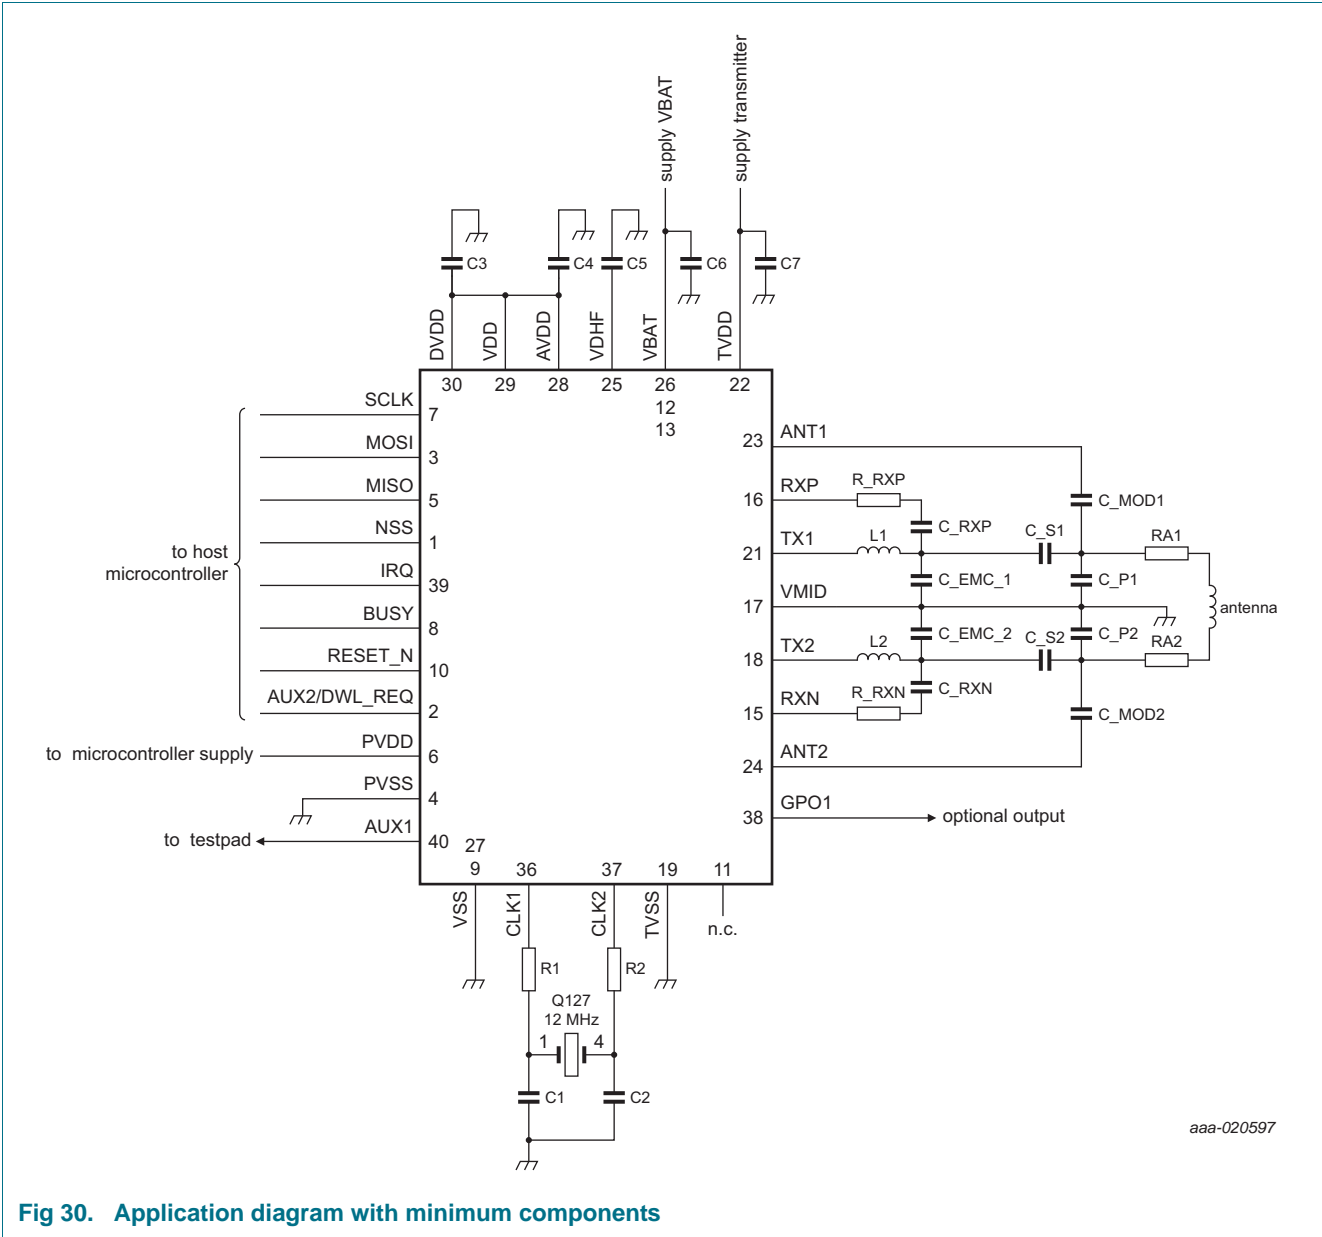 supply VBAT
supply transmitter
C3
C4
C5
C6
C7
DVDD
VDD
AVDD
VDHF
VBAT
TVDD
30
29
28
25
26
22
12
13
SCLK
7
MOSI
3
MISO
5
NSS
1
IRQ
39
BUSY
8
RESET_N
10
AUX2/DWL_REQ
2
to host
microcontroller
to microcontroller supply
PVDD
6
PVSS
4
to testpad
AUX1
40
23
ANT1
16
RXP
R_RXP
C_RXP
C_MOD1
21
TX1
L1
C_S1
RA1
C_EMC_1
C_P1
17
VMID
antenna
C_EMC_2
C_P2
18
TX2
L2
C_S2
RA2
15
RXN
R_RXN
C_RXN
C_MOD2
24
ANT2
38
GPO1
optional output
27
9
36
37
19
11
VSS
CLK1
CLK2
TVSS
n.c.
R1
R2
Q127
12 MHz
1
4
C1
C2
aaa-020597
Fig 30. Application diagram with minimum components